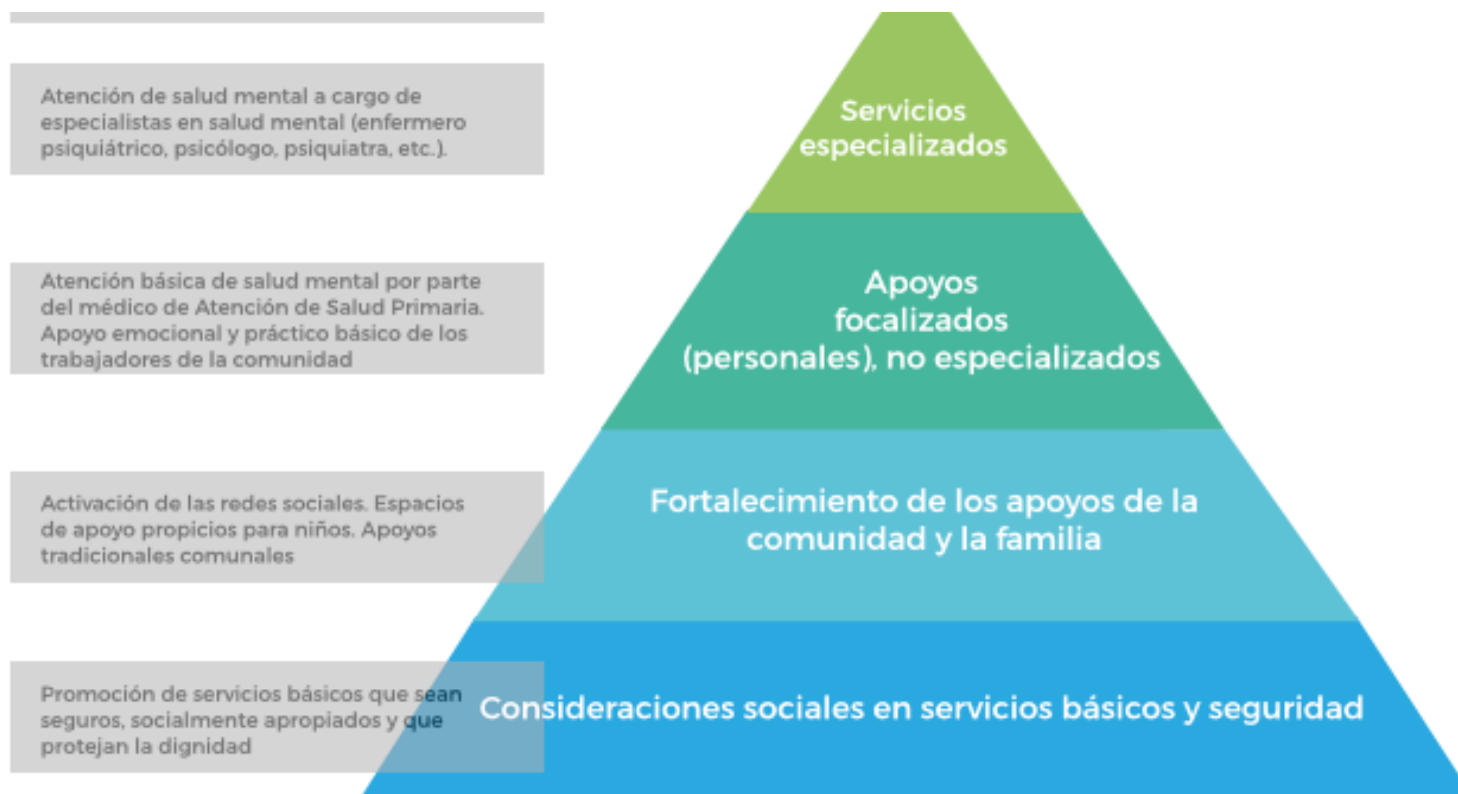 Atención de salud mental a cargo de
especialistas en salud mental (enfermero
psiquiátrico, psicólogo, psiquiatra, etc.).
Servicios
especializados
Atención básica de salud mental por parte
del médico de Atención de Salud Primaria.
Apoyo emocional y práctico básico de los
trabajadores de la comunidad
Apoyos
focalizados
(personales), no especializados
Activación de las redes sociales. Espacios
de apoyo propicios para niños. Apoyos
tradicionales comunales
Fortalecimiento de los apoyos de la
comunidad y la familia
Promoción de servicios básicos que sean
seguros, socialmente apropiados y que
protejan la dignidad
Consideraciones sociales en servicios básicos y seguridad